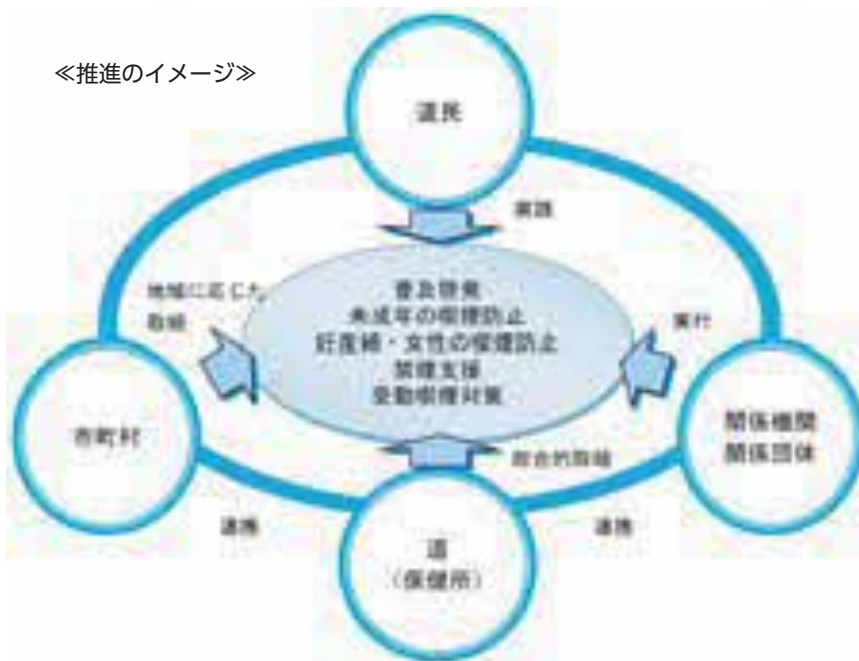 ≪推進のイメージ≫
道民
実践
地域に応じた
取組
普及啓発
未成年の喫煙防止
妊産婦・女性の喫煙防止
禁煙支援
受動喫煙対策
実行
市町村
関係機関
関係団体
総合的取組
連携
連携
道
（保健所）